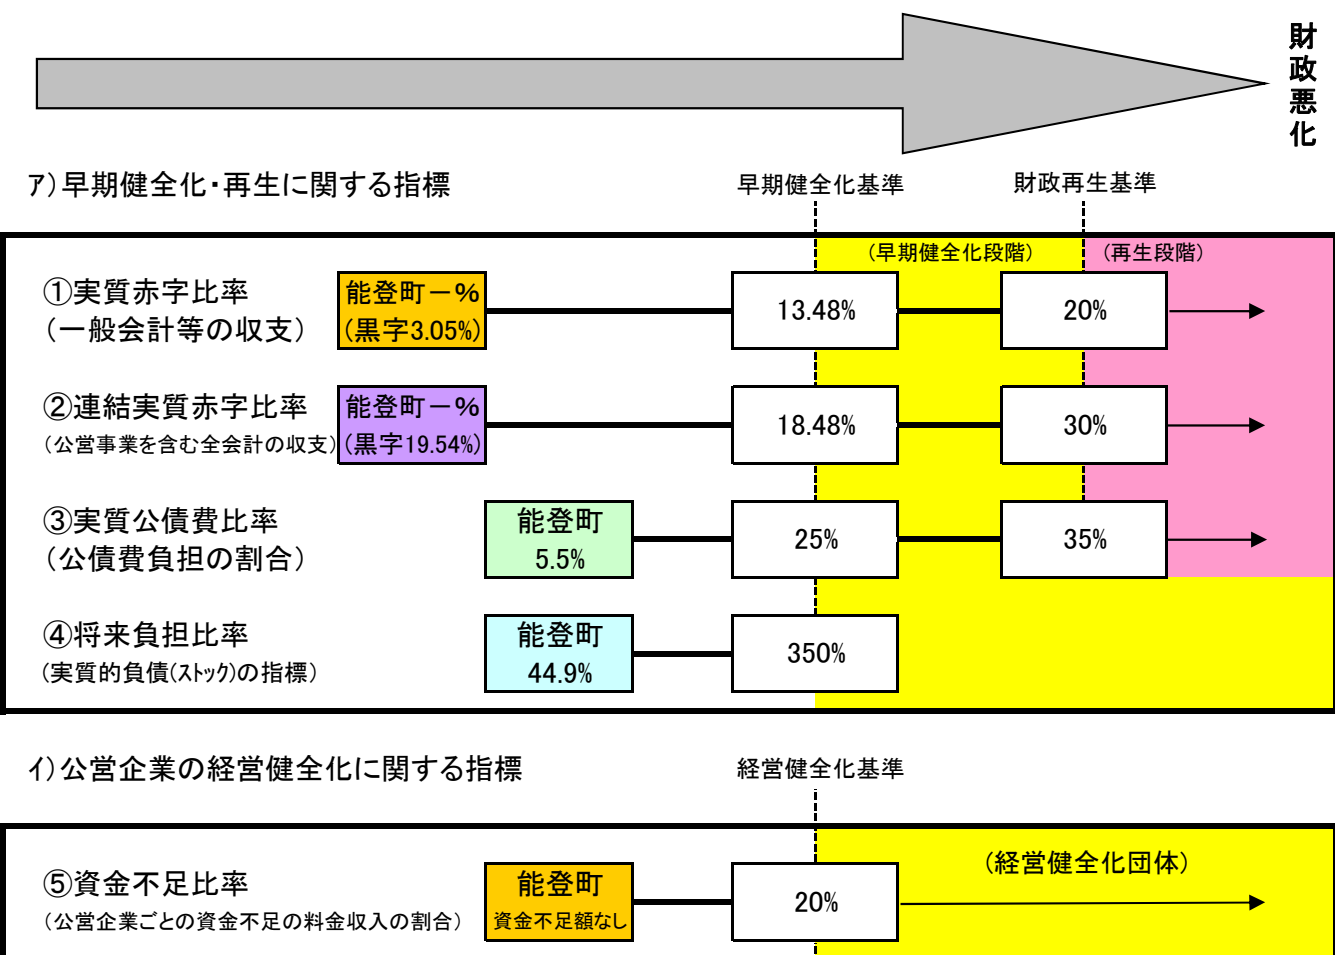 財政悪化
ア）早期健全化・再生に関する指標
早期健全化基準
財政再生基準
（早期健全化段階）
（再生段階）
①実質赤字比率
（一般会計等の収支）
能登町－％
（黒字3.05%）
13.48%
20%
②連結実質赤字比率
（公営事業を含む全会計の収支）
能登町－％
（黒字19.54%）
18.48%
30%
③実質公債費比率
（公債費負担の割合）
能登町
5.5%
25%
35%
④将来負担比率
（実質的負債(ｽﾄｯｸ)の指標）
能登町
44.9%
350%
ｲ）公営企業の経営健全化に関する指標
経営健全化基準
（経営健全化団体）
⑤資金不足比率
（公営企業ごとの資金不足の料金収入の割合）
能登町
資金不足額なし
20%